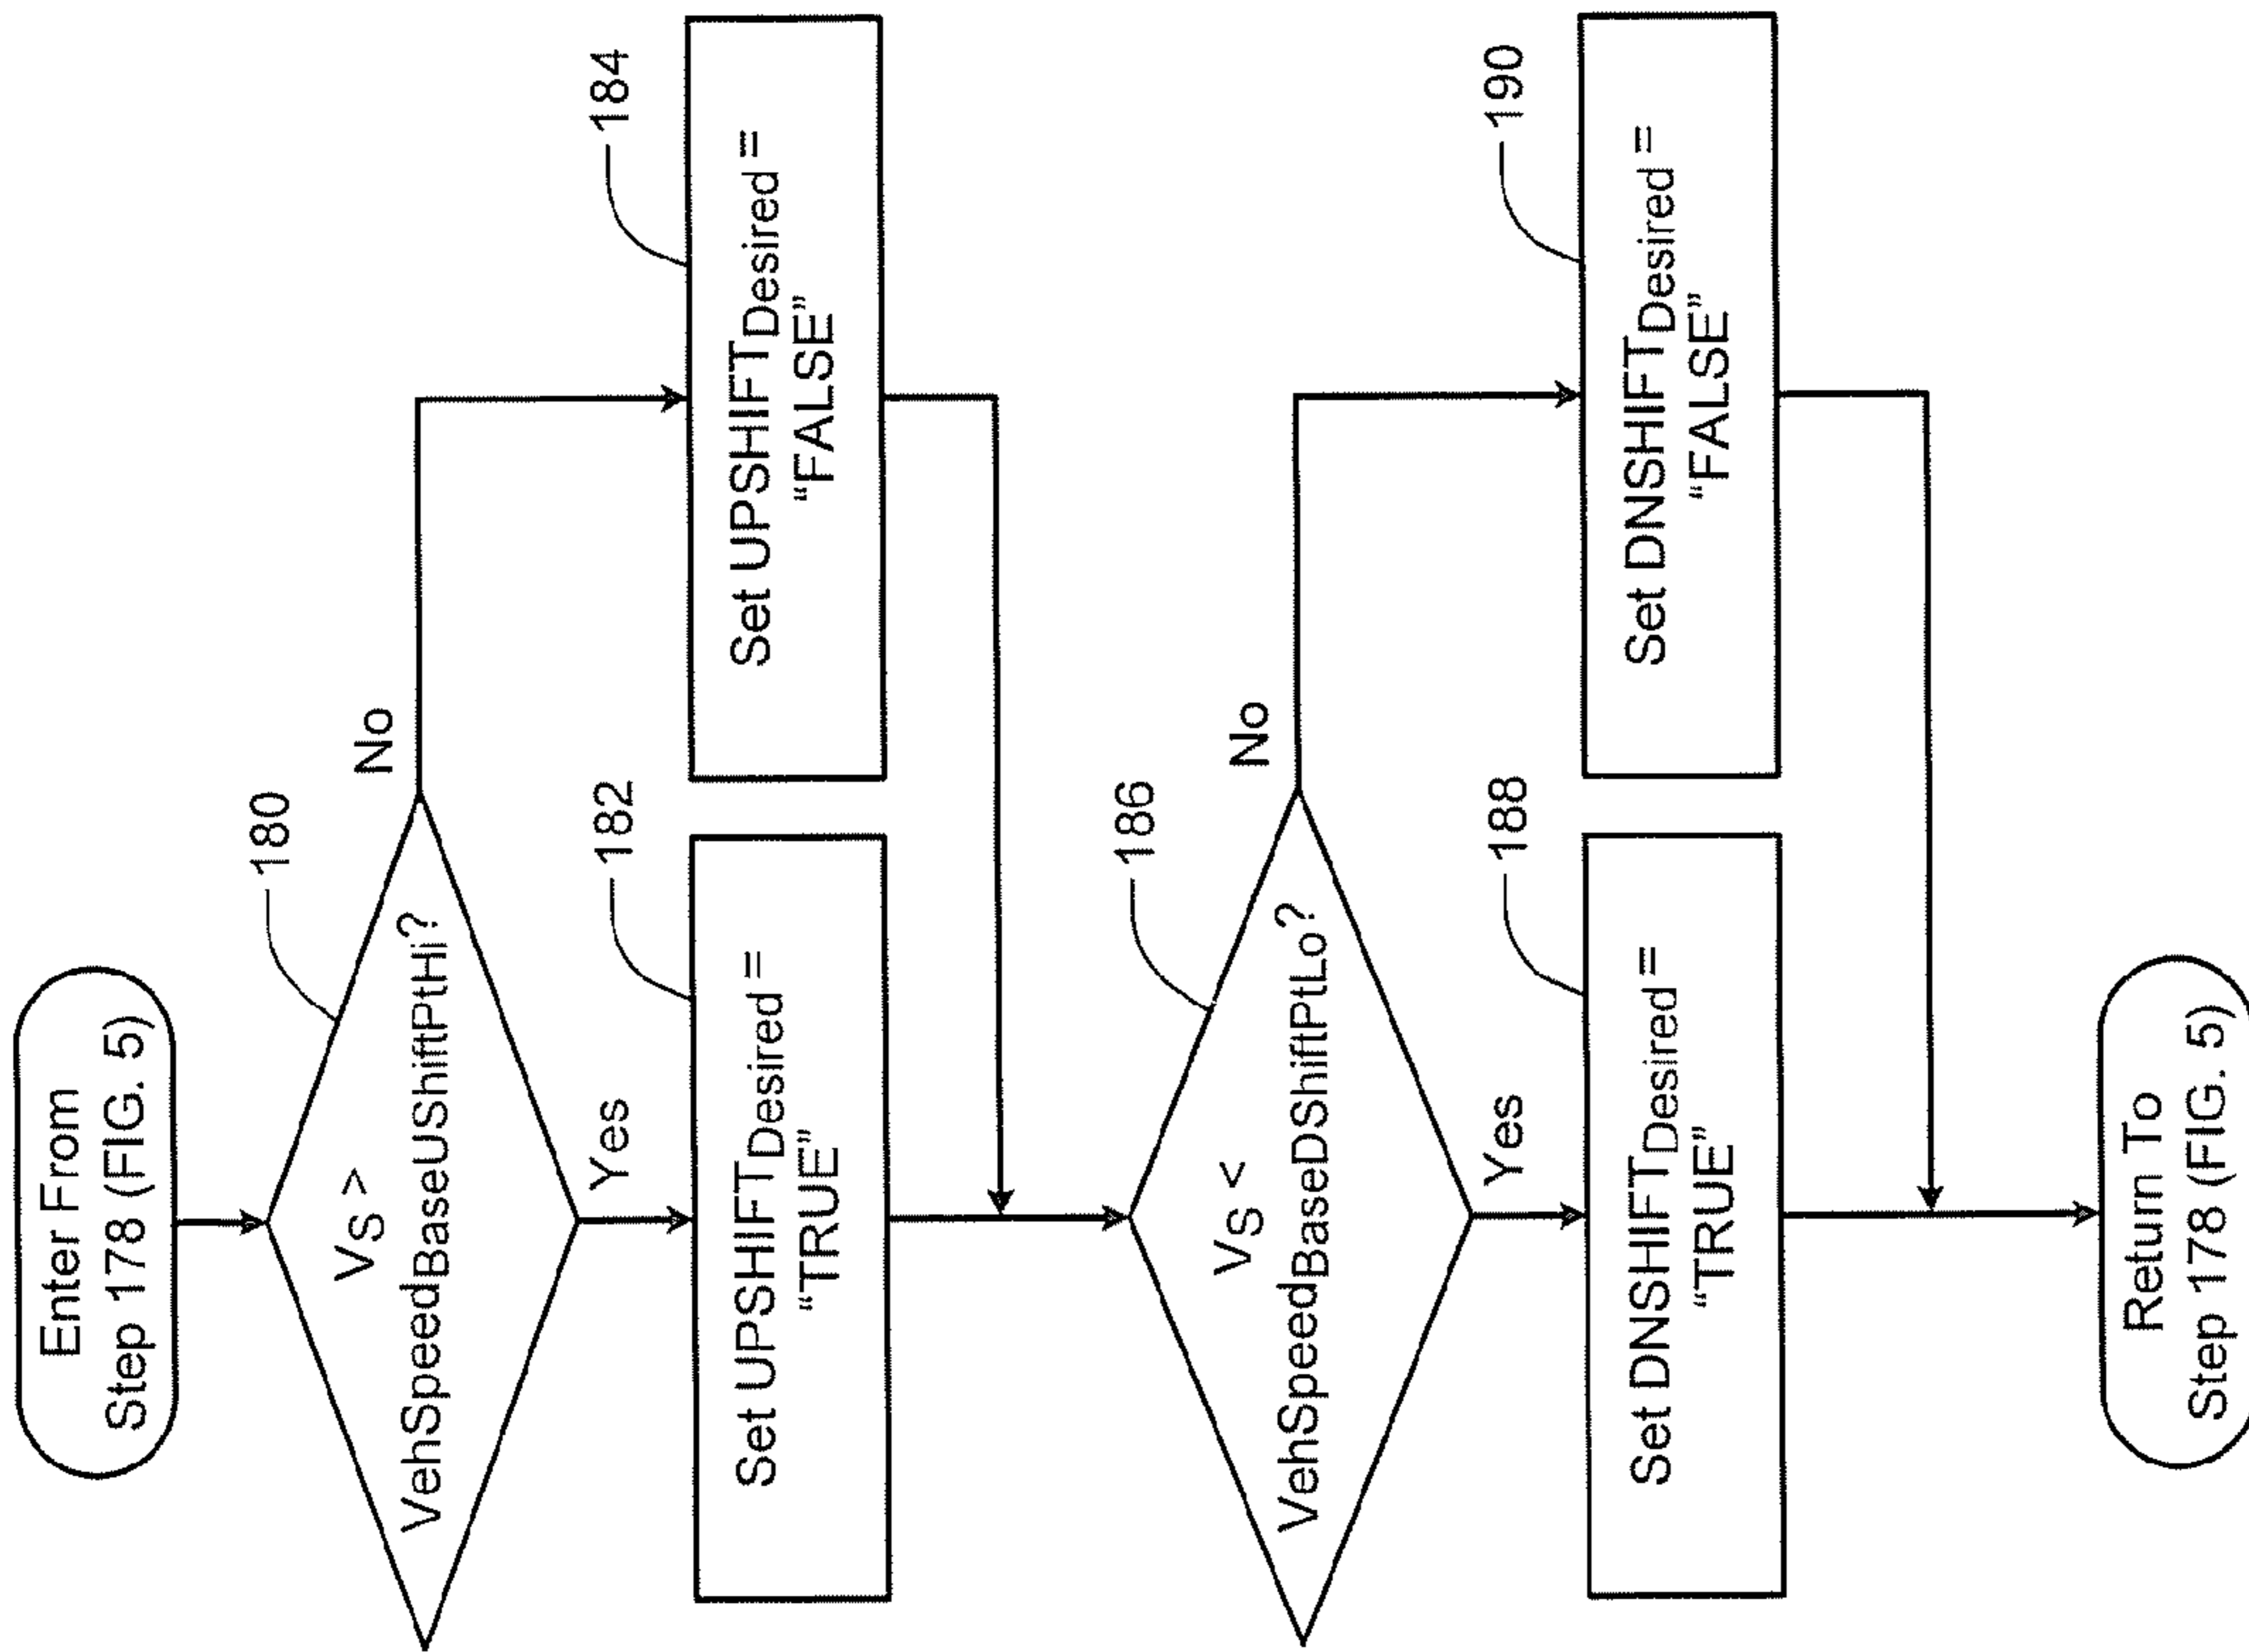 Enter From
Step 178 (FIG. 5)
180
VS >
VehSpeedBaseUShiftPtHi?
No
Yes
182
Set UPSHIFTDesired =
“TRUE”
184
Set UPSHIFTDesired =
“FALSE”
186
VS <
VehSpeedBaseDShiftPtLo?
No
Yes
188
Set DNSHIFTDesired =
“TRUE”
190
Set DNSHIFTDesired =
“FALSE”
Return To
Step 178 (FIG. 5)